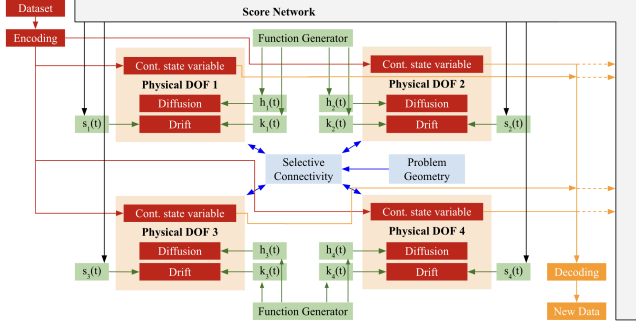 Dataset
Score Network
Encoding
Function Generator
Cont. state variable
Physical DOF 1
Diffusion
Drift
s₁(t)
h₁(t)
k₁(t)
Cont. state variable
Physical DOF 2
Diffusion
Drift
h₂(t)
k₂(t)
s₂(t)
Selective
Connectivity
Problem
Geometry
Cont. state variable
Physical DOF 3
Diffusion
Drift
s₃(t)
h₃(t)
k₃(t)
Cont. state variable
Physical DOF 4
Diffusion
Drift
h₄(t)
k₄(t)
s₄(t)
Function Generator
Decoding
New Data